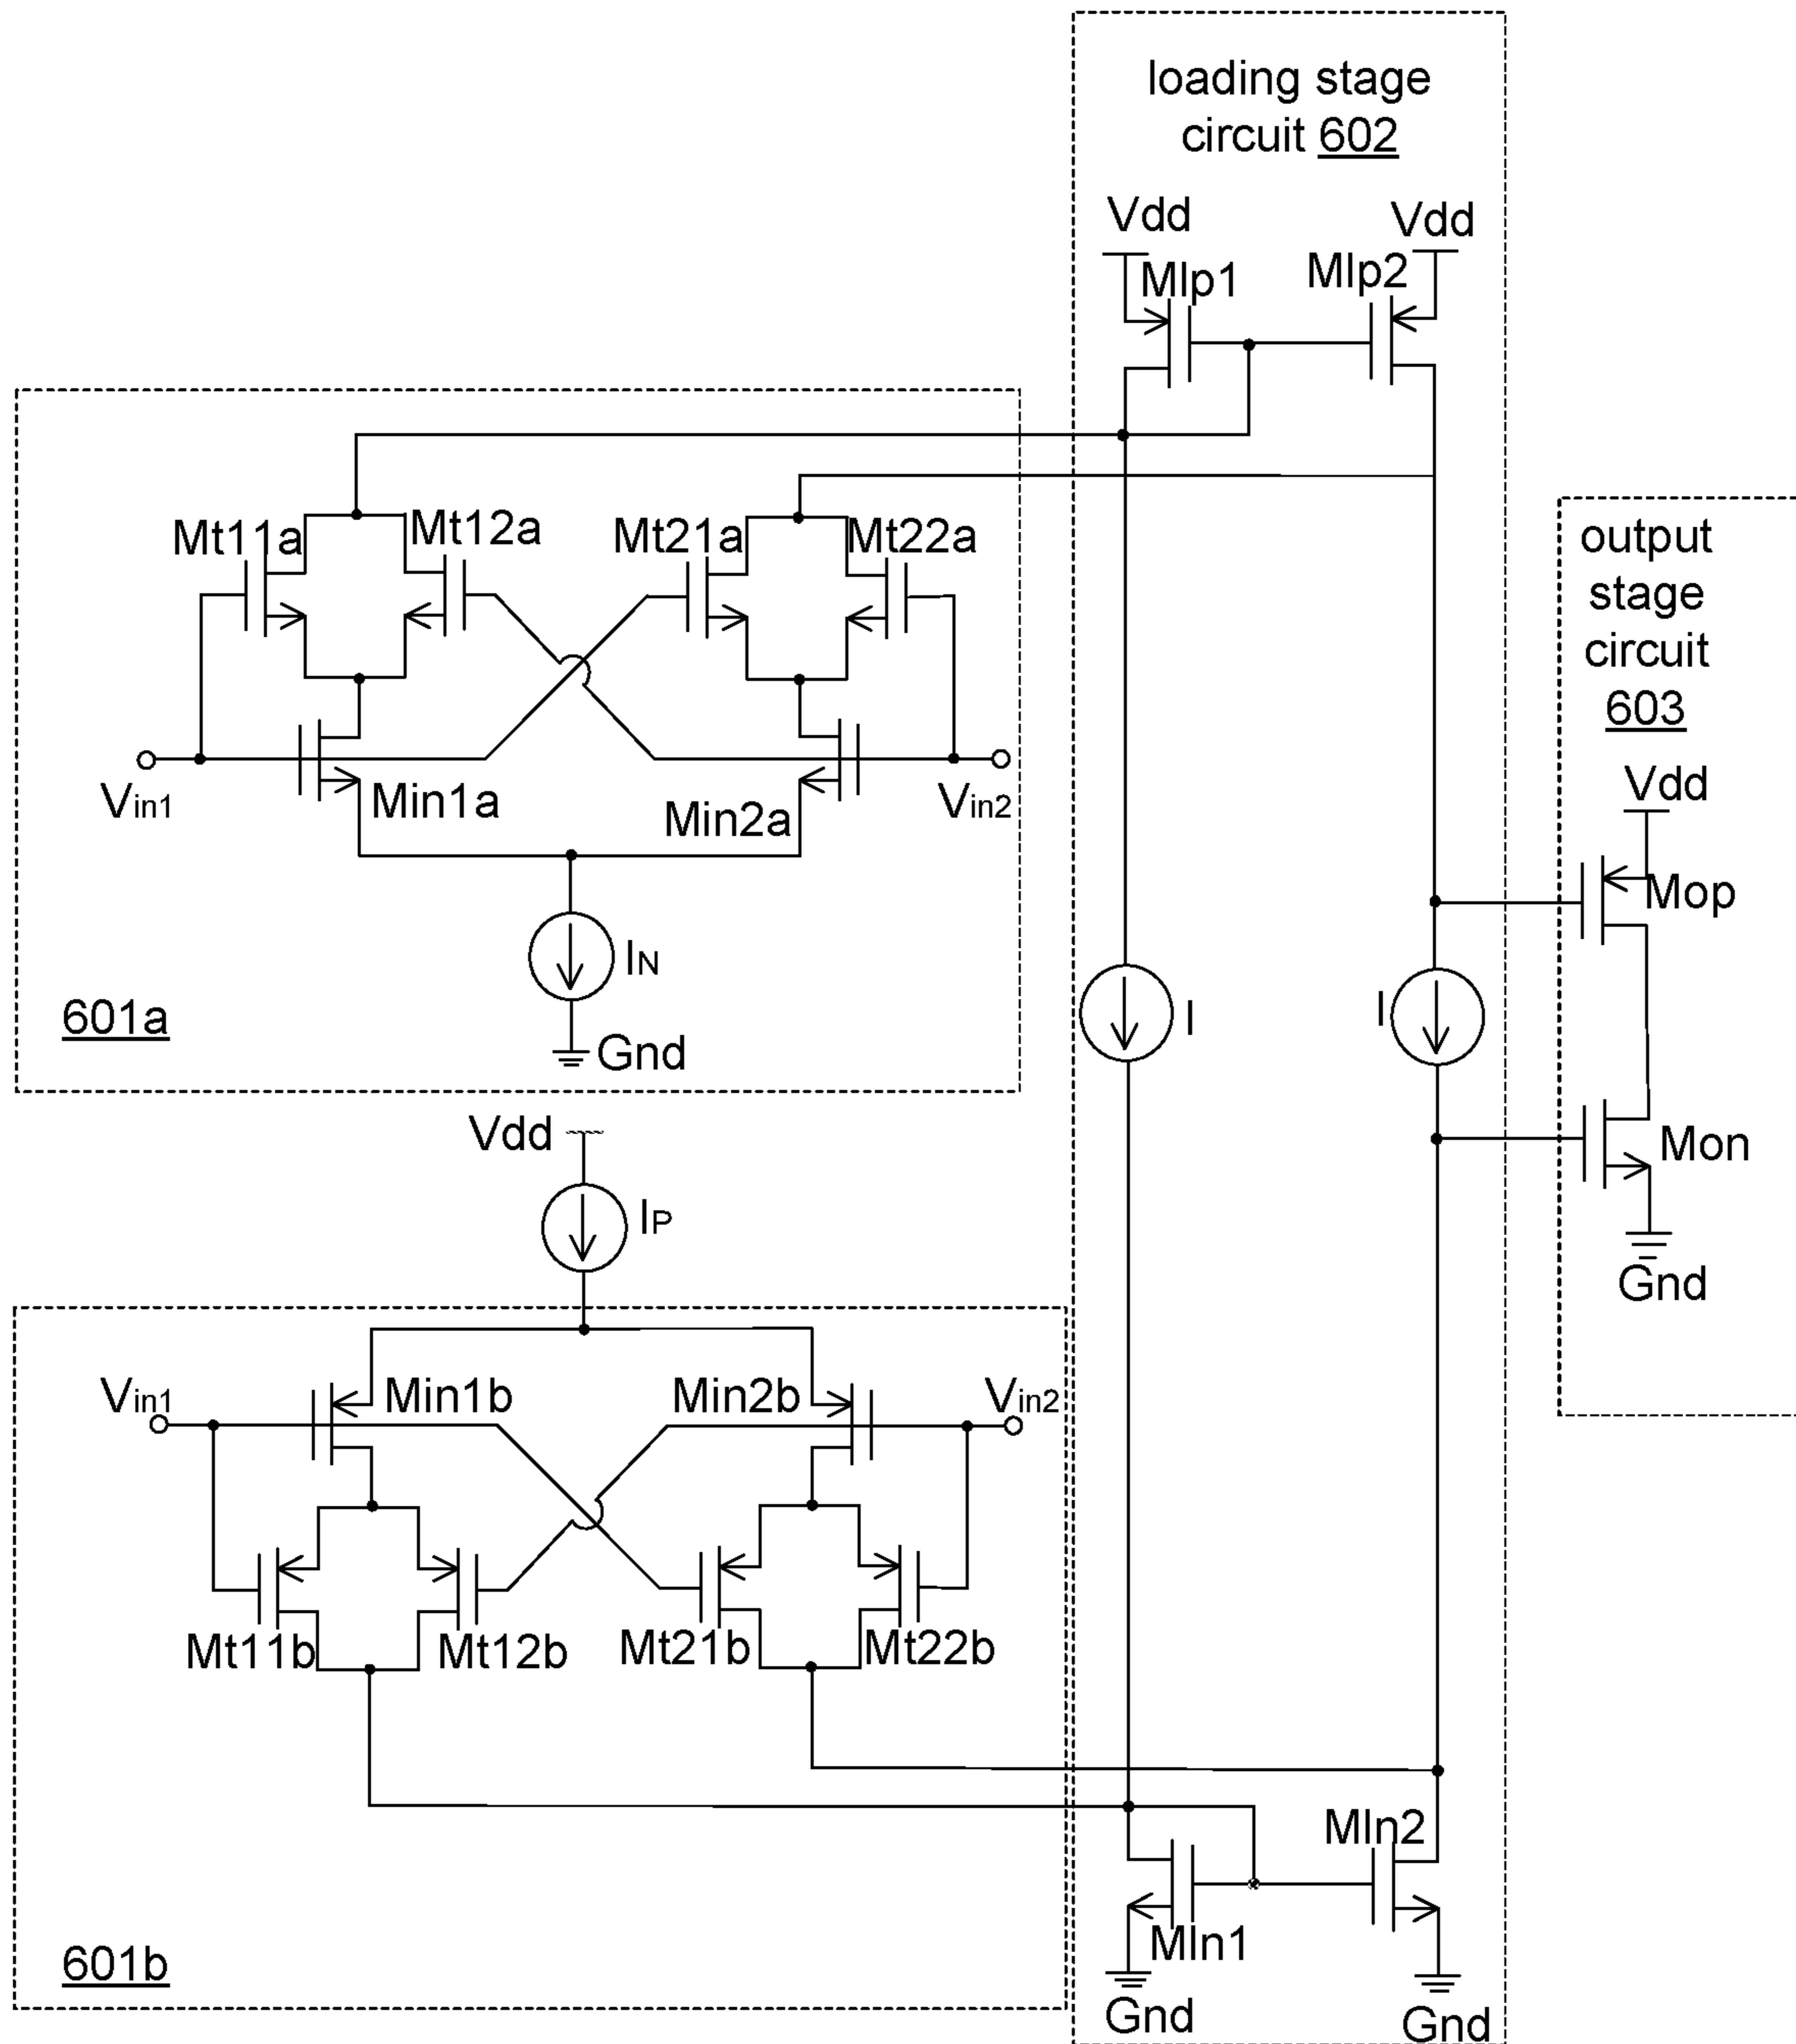 loading stage
circuit 602
Vdd
Vdd
Mlp1
Mlp2
Mt11a
Mt12a
Mt21a
Mt22a
output
stage
circuit
603
Vin1
Min1a
Min2a
Vin2
Vdd
Mop
IN
601a
Gnd
I
I
Vdd
Mon
IP
Gnd
Vin1
Min1b
Min2b
Vin2
Mt11b
Mt12b
Mt21b
Mt22b
Mln2
Mln1
601b
Gnd
Gnd